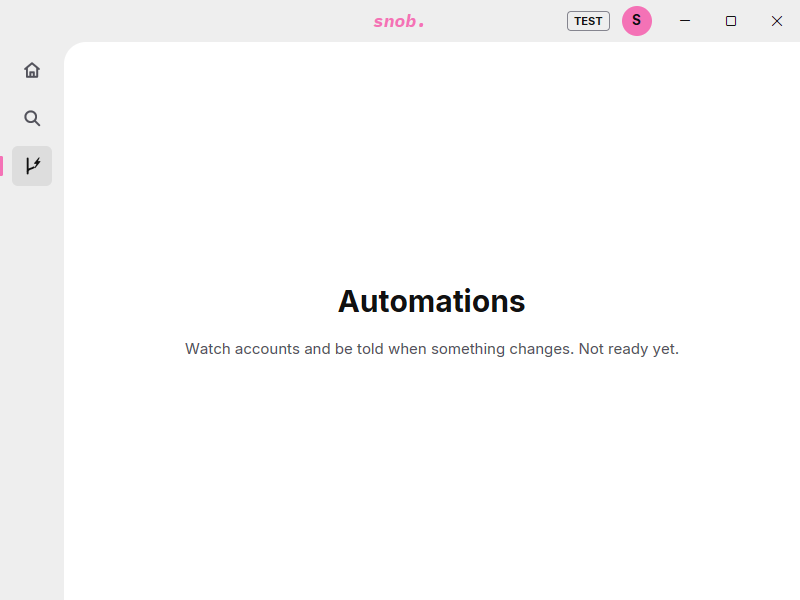 snob.
TEST
S
Automations
Watch accounts and be told when something changes. Not ready yet.